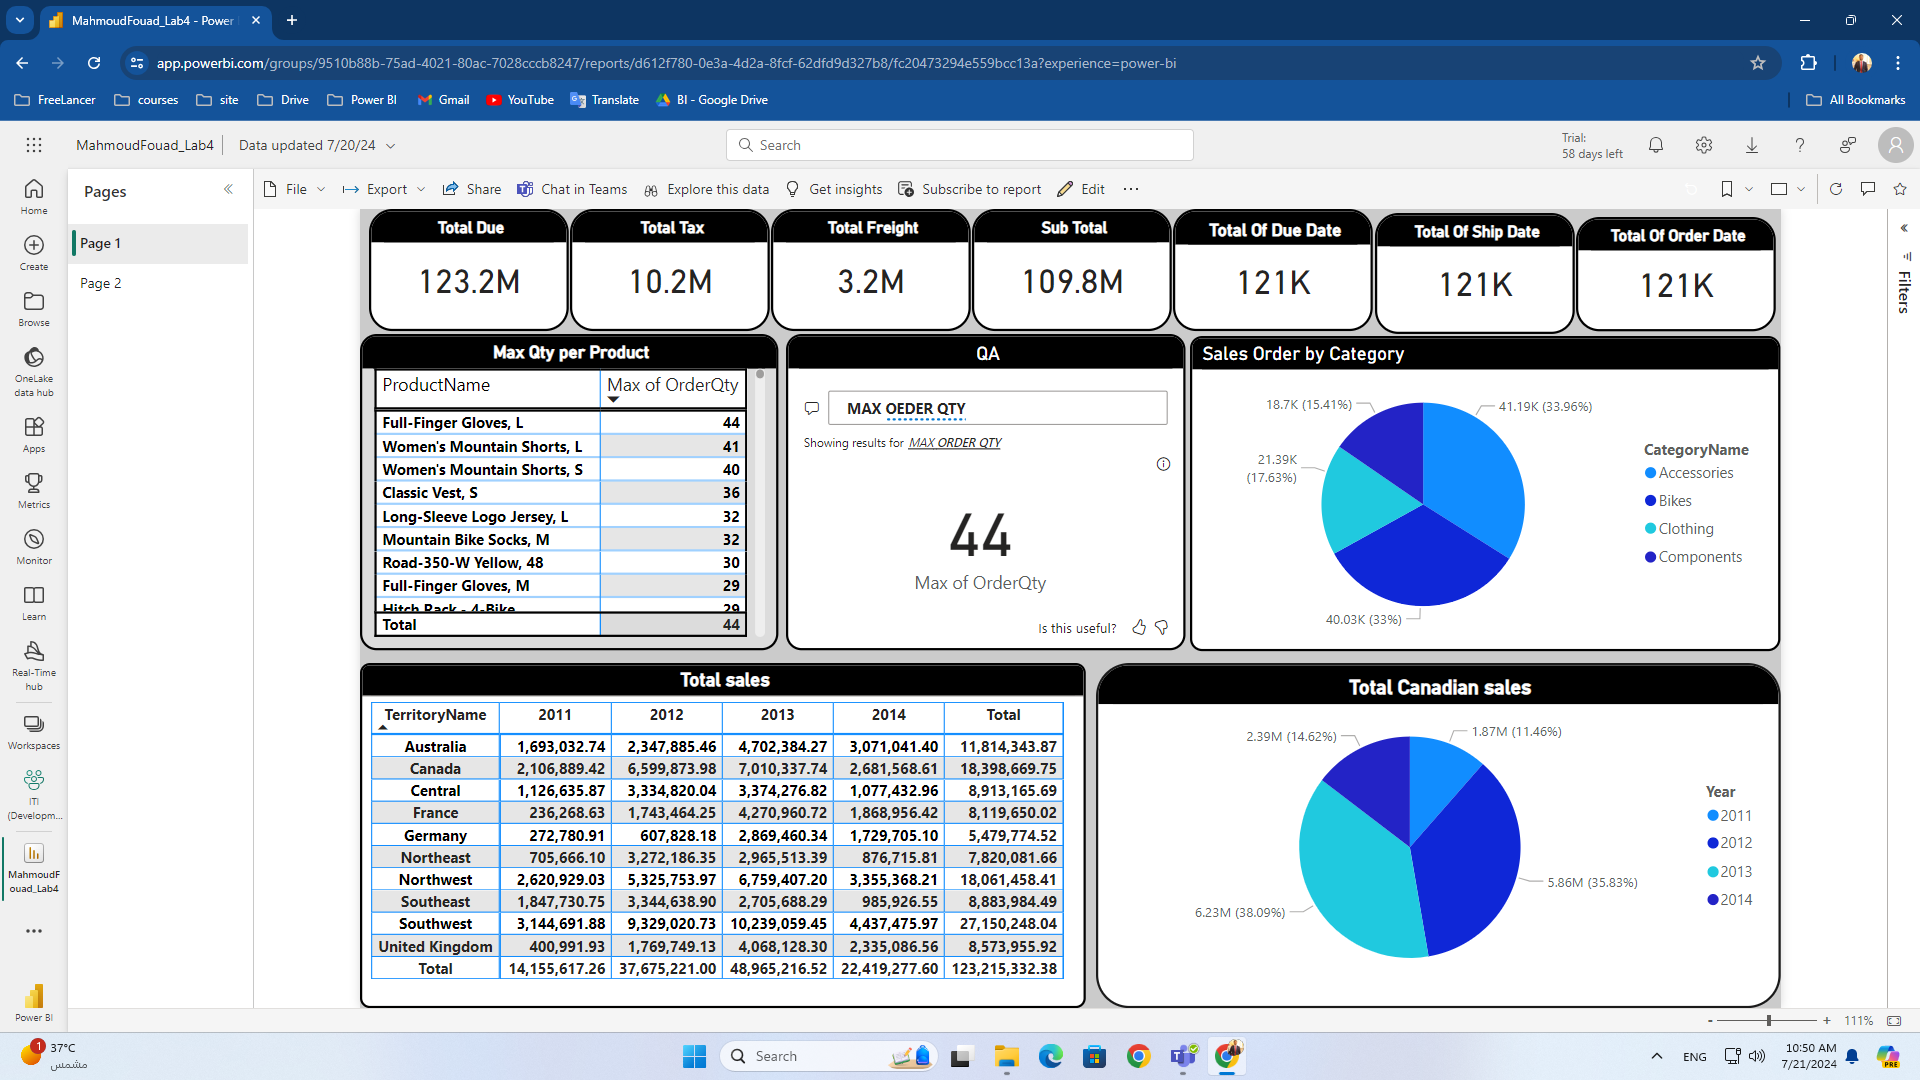 MahmoudFouad_Lab4 - Power
app.powerbi.com/groups/9510b88b-75ad-4021-80ac-7028cccb8247/reports/d612f780-0e3a-4d2a-8fcf-62dfd9d327b8/fc20473294e559bcc13a?experience=power-bi
FreeLancer courses site Drive Power BI Gmail YouTube Translate BI - Google Drive All Bookmarks
MahmoudFouad_Lab4 Data updated 7/20/24 Search Trial: 58 days left
File Export Share Chat in Teams Explore this data Get insights Subscribe to report Edit
Home
Create
Browse
OneLake
data hub
Apps
Metrics
Monitor
Learn
Real-Time
hub
Workspaces
ITI
(Developm...
MahmoudF
ouad_Lab4
Power BI
Pages
Page 1
Page 2
Filters
Total Due Total Tax Total Freight Sub Total Total Of Due Date Total Of Ship Date Total Of Order Date
123.2M 10.2M 3.2M 109.8M 121K 121K 121K
Max Qty per Product
ProductName Max of OrderQty
Full-Finger Gloves, L 44
Women's Mountain Shorts, L 41
Women's Mountain Shorts, S 40
Classic Vest, S 36
Long-Sleeve Logo Jersey, L 32
Mountain Bike Socks, M 32
Road-350-W Yellow, 48 30
Full-Finger Gloves, M 29
Hitch Rack - 4-Bike 29
Total 44
QA
MAX OEDER QTY
Showing results for MAX ORDER QTY
44
Max of OrderQty
Is this useful?
Sales Order by Category
18.7K (15.41%)
41.19K (33.96%)
21.39K
(17.63%)
40.03K (33%)
CategoryName
Accessories
Bikes
Clothing
Components
Total sales
TerritoryName 2011 2012 2013 2014 Total
Australia 1,693,032.74 2,347,885.46 4,702,384.27 3,071,041.40 11,814,343.87
Canada 2,106,889.42 6,599,873.98 7,010,337.74 2,681,568.61 18,398,669.75
Central 1,126,635.87 3,334,820.04 3,374,276.82 1,077,432.96 8,913,165.69
France 236,268.63 1,743,464.25 4,270,960.72 1,868,956.42 8,119,650.02
Germany 272,780.91 607,828.18 2,869,460.34 1,729,705.10 5,479,774.52
Northeast 705,666.10 3,272,186.35 2,965,513.39 876,715.81 7,820,081.66
Northwest 2,620,929.03 5,325,753.97 6,759,407.20 3,355,368.21 18,061,458.41
Southeast 1,847,730.75 3,344,638.90 2,705,688.29 985,926.55 8,883,984.49
Southwest 3,144,691.88 9,329,020.73 10,239,059.45 4,437,475.97 27,150,248.04
United Kingdom 400,991.93 1,769,749.13 4,068,128.30 2,335,086.56 8,573,955.92
Total 14,155,617.26 37,675,221.00 48,965,216.52 22,419,277.60 123,215,332.38
Total Canadian sales
2.39M (14.62%)
1.87M (11.46%)
5.86M (35.83%)
6.23M (38.09%)
Year
2011
2012
2013
2014
- + 111%
1
37°C
مشمس
Search
PRE
ENG
10:50 AM
7/21/2024